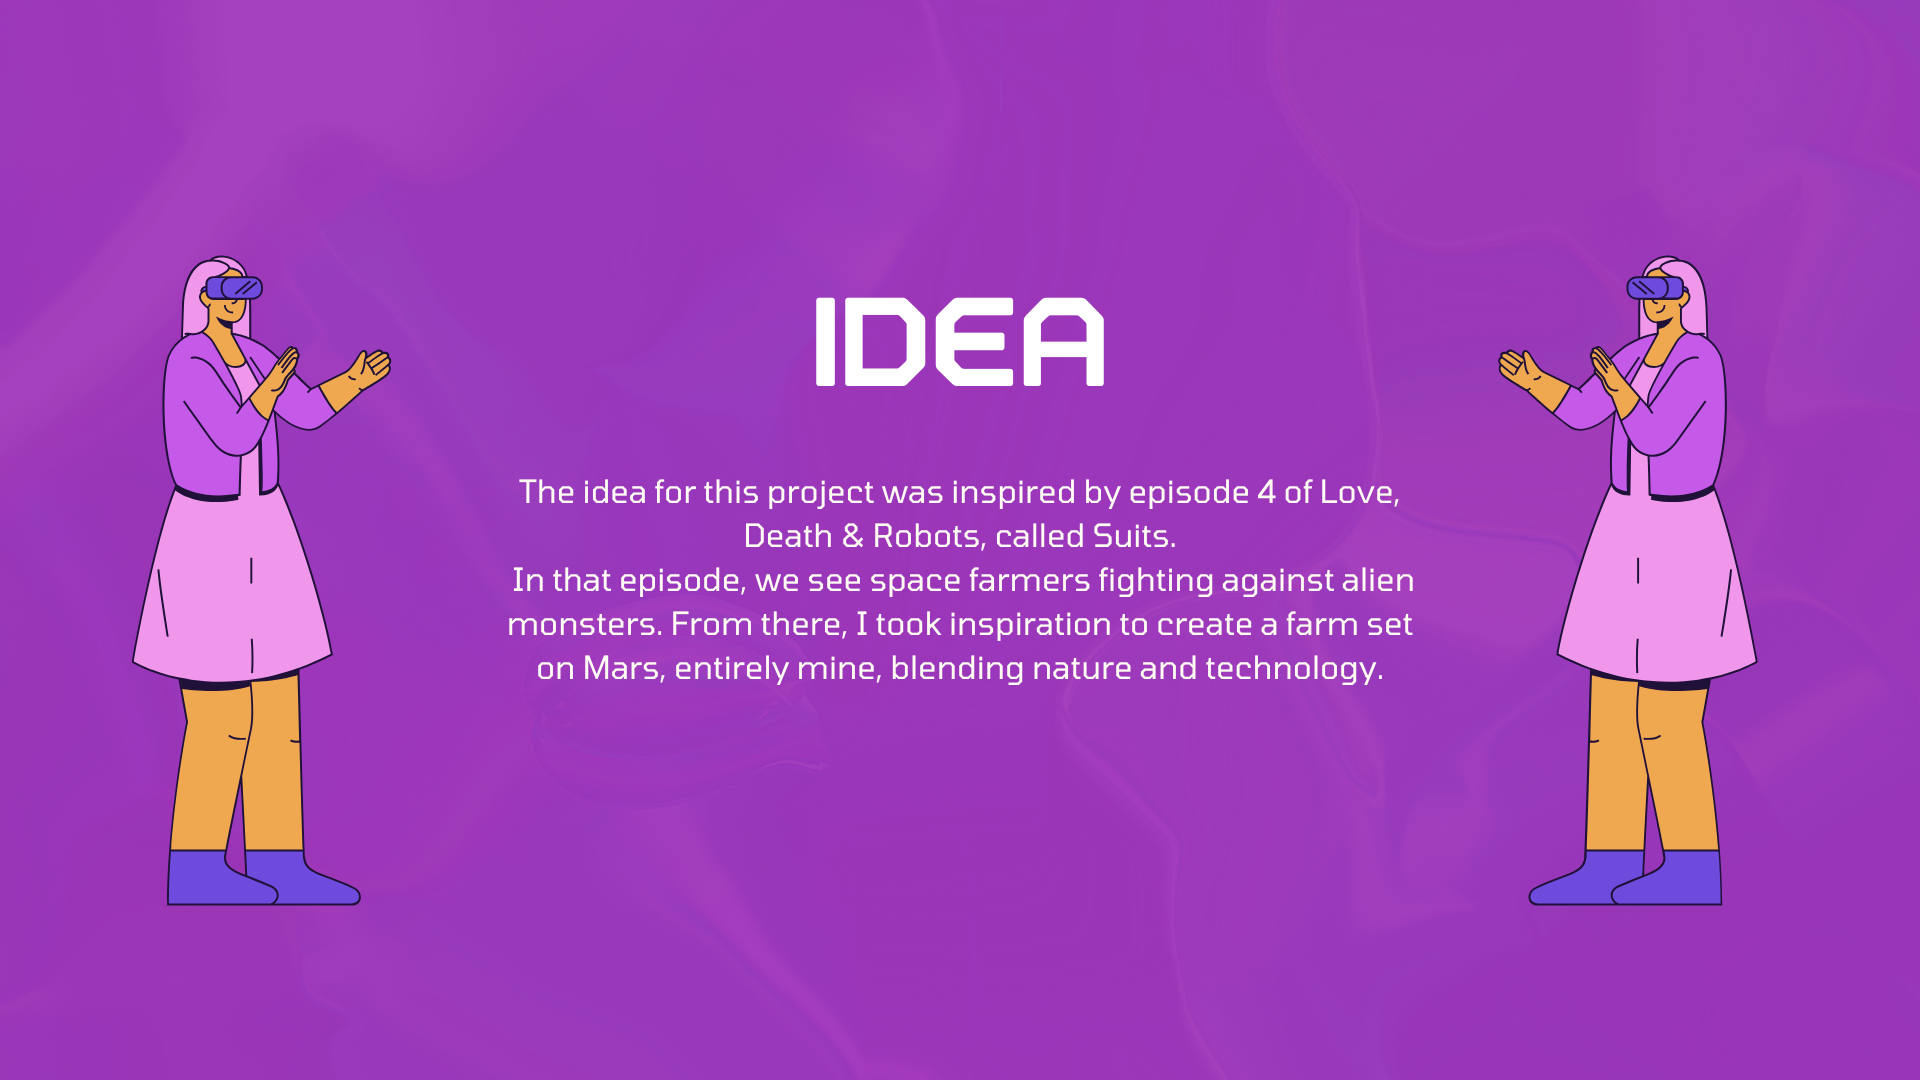 IDEA
The idea for this project was inspired by episode 4 of Love,
Death & Robots, called Suits.
In that episode, we see space farmers fighting against alien
monsters. From there, I took inspiration to create a farm set
on Mars, entirely mine, blending nature and technology.